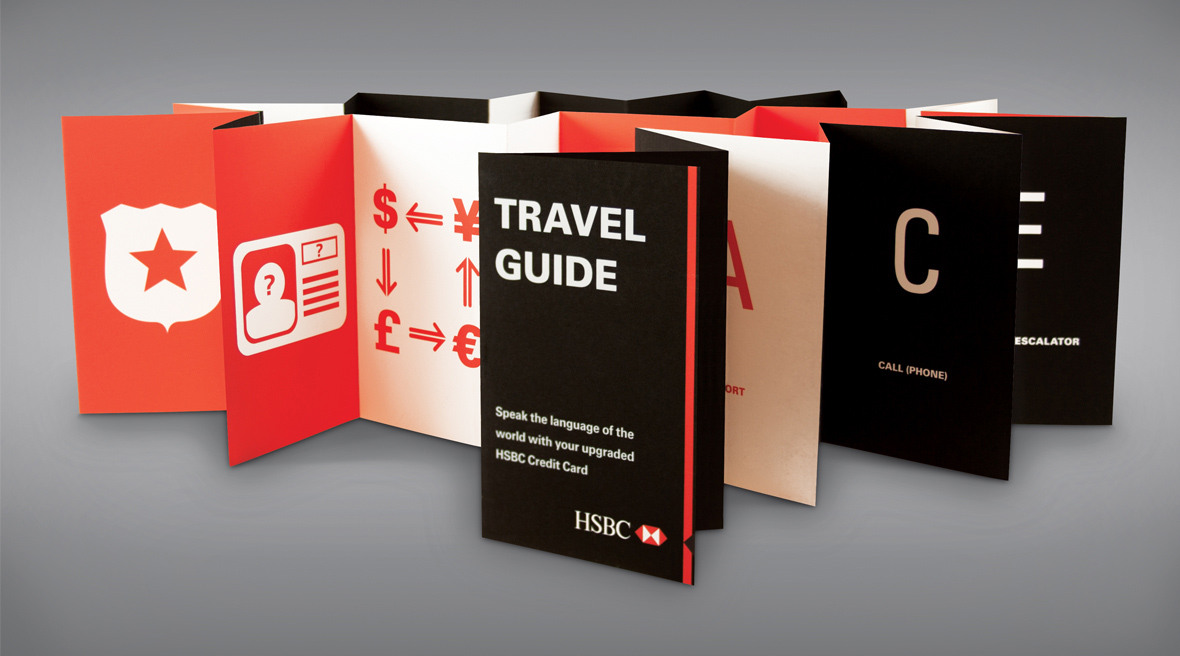 ?
?
$ ¥
£ €
TRAVEL
GUIDE
Speak the language of the
world with your upgraded
HSBC Credit Card
HSBC
A
C
CALL (PHONE)
E
ESCALATOR